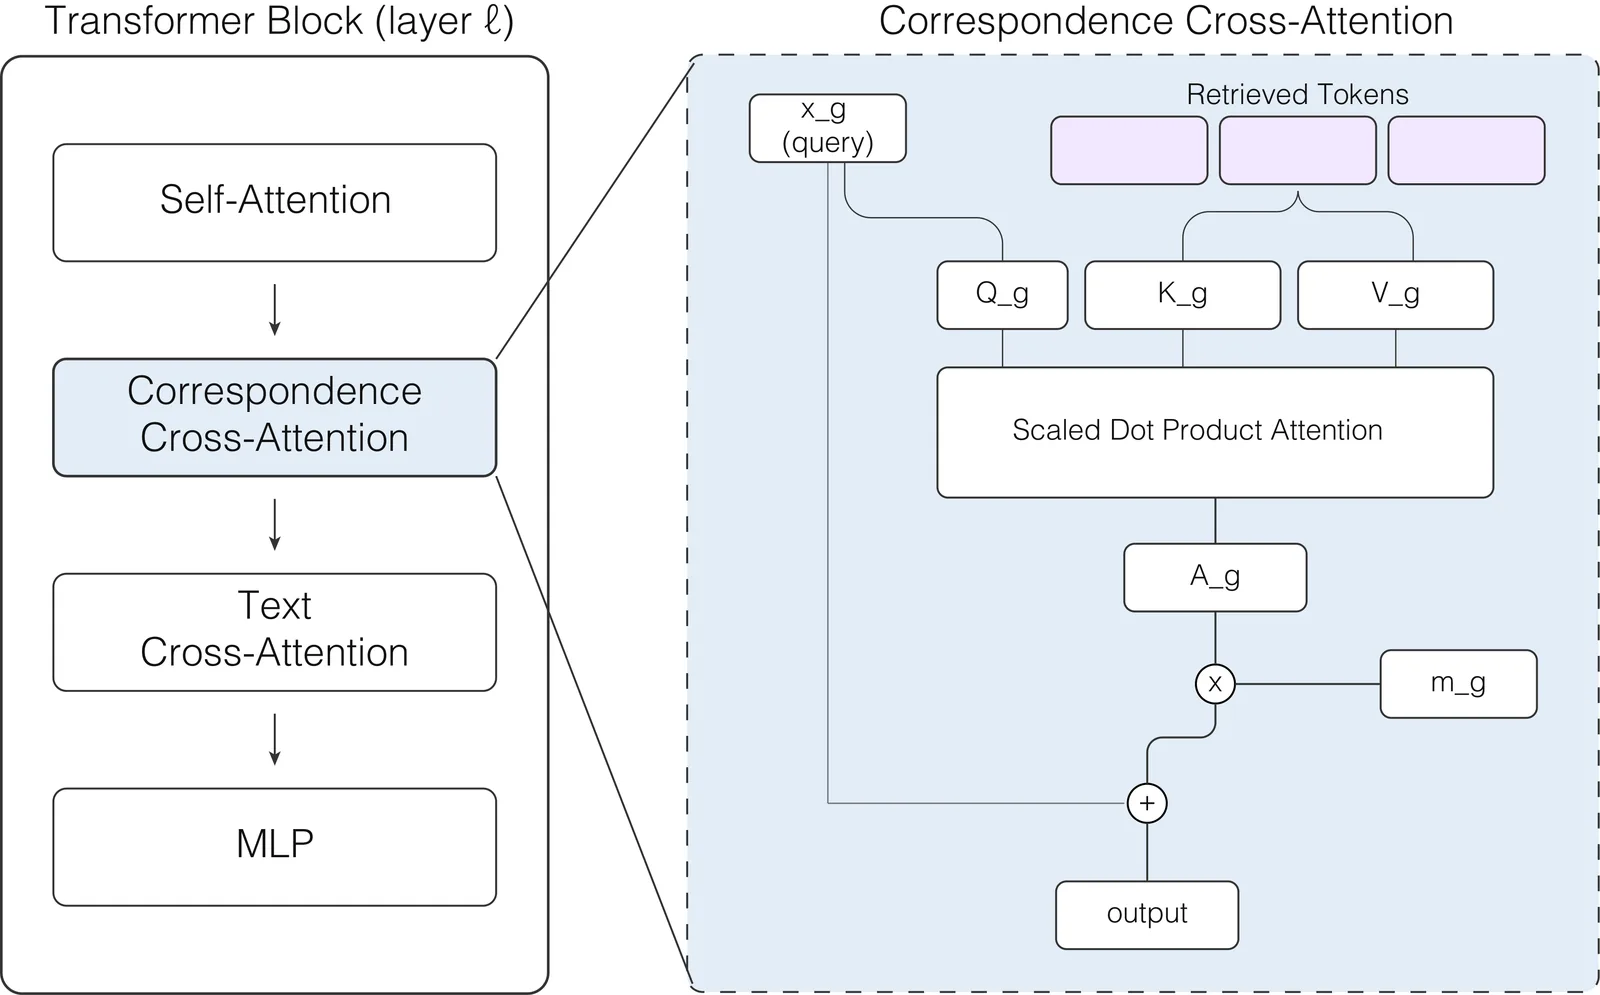 Transformer Block (layer ℓ)
Self-Attention
Correspondence
Cross-Attention
Text
Cross-Attention
MLP
Correspondence Cross-Attention
x_g
(query)
Retrieved Tokens
Q_g
K_g
V_g
Scaled Dot Product Attention
A_g
x
m_g
+
output